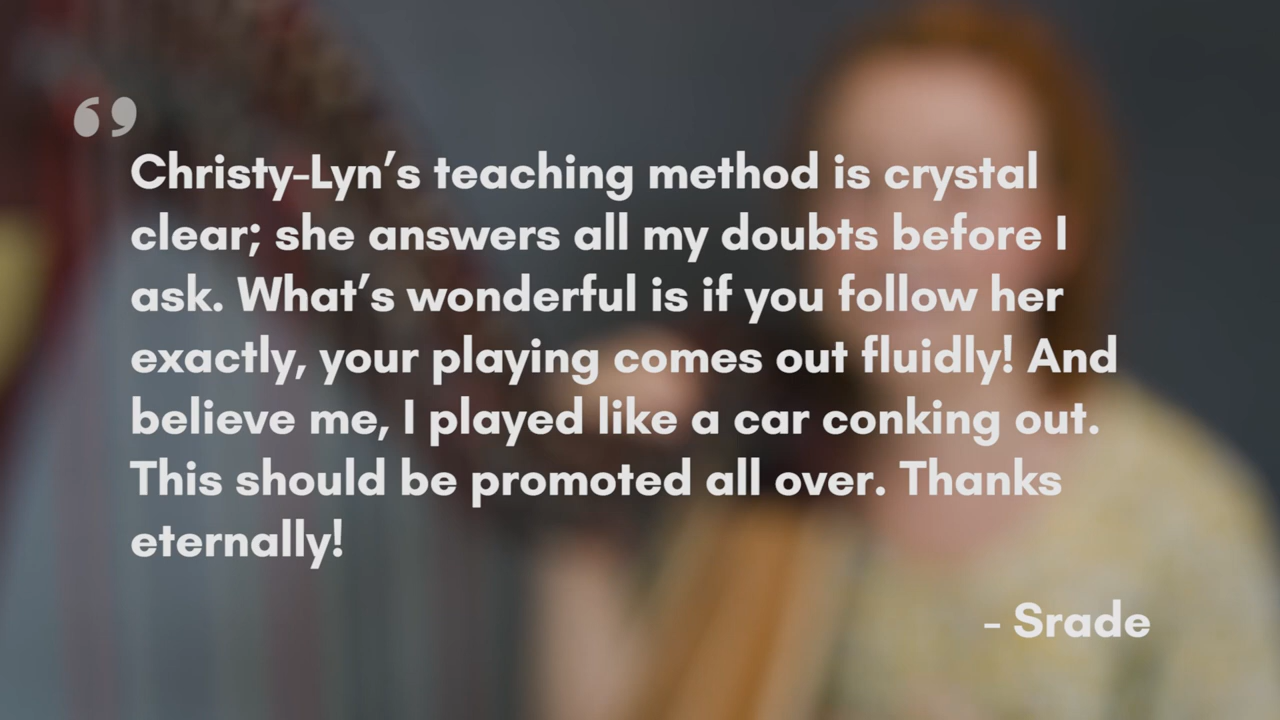 Christy-Lyn’s teaching method is crystal
clear; she answers all my doubts before I
ask. What’s wonderful is if you follow her
exactly, your playing comes out fluidly! And
believe me, I played like a car conking out.
This should be promoted all over. Thanks
eternally!
- Srade